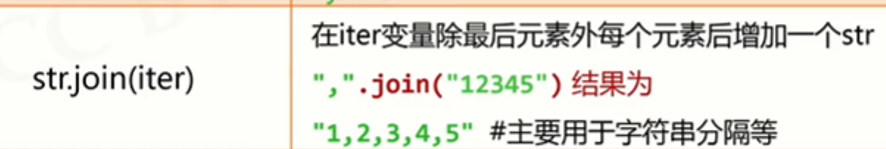 str.join(iter)
在iter变量除最后元素外每个元素后增加一个str
",".join("12345") 结果为
"1,2,3,4,5" #主要用于字符串分隔等